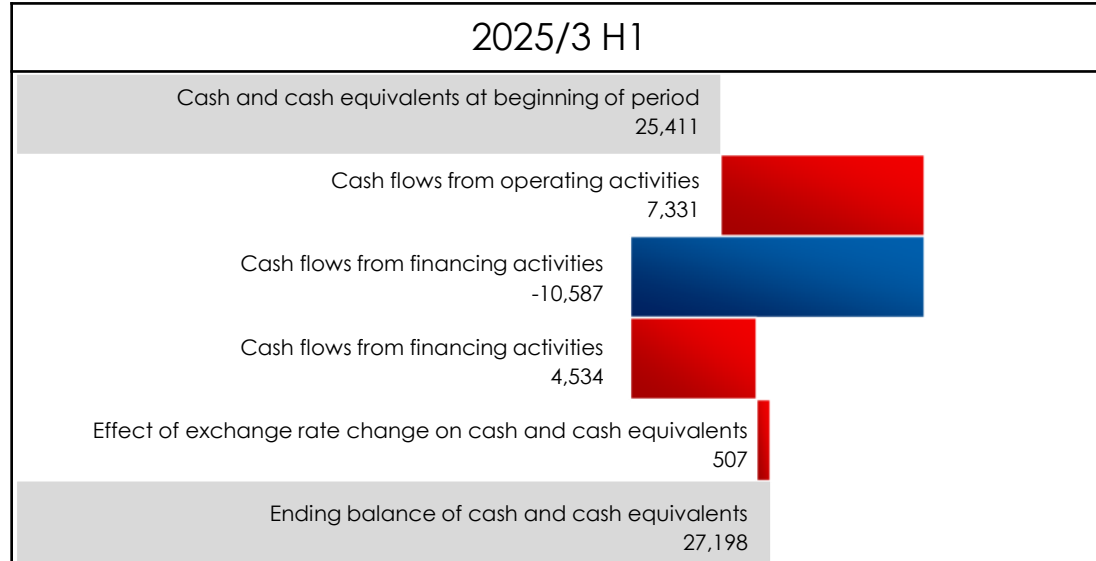 2025/3 H1
Cash and cash equivalents at beginning of period
25,411
Cash flows from operating activities
7,331
Cash flows from financing activities
-10,587
Cash flows from financing activities
4,534
Effect of exchange rate change on cash and cash equivalents
507
Ending balance of cash and cash equivalents
27,198